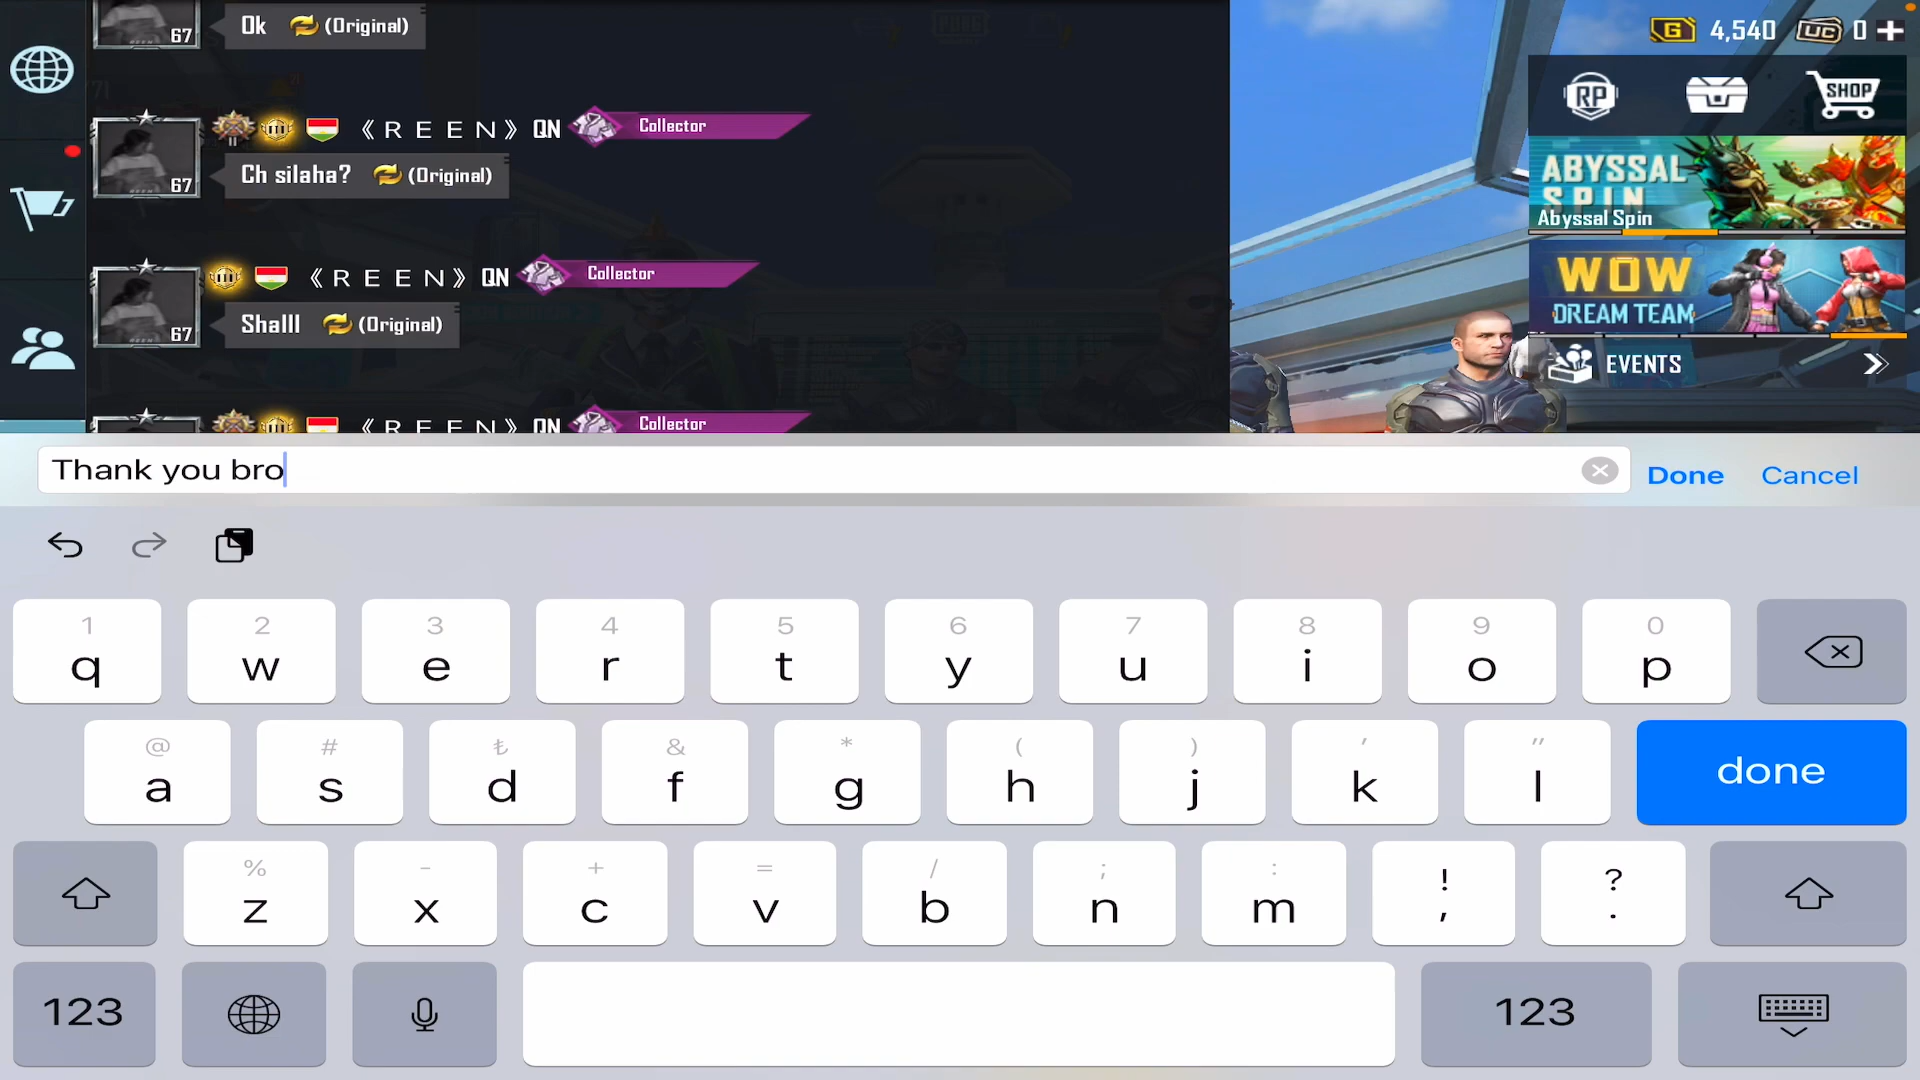 Ok (Original)
67
4,540
UC 0
《R E E N》 QN Collector
Ch silaha? (Original)
67
RP
SHOP
ABYSSAL
SPIN
Abyssal Spin
《R E E N》 QN Collector
Shalll (Original)
67
WOW
DREAM TEAM
EVENTS
《R E E N》 QN Collector
Thank you bro
Done Cancel
1 2 3 4 5 6 7 8 9 0
q w e r t y u i o p
@ # ₺ & * ( ) ' "
a s d f g h j k l done
% - + = / ; : ! ?
z x c v b n m , .
123 123